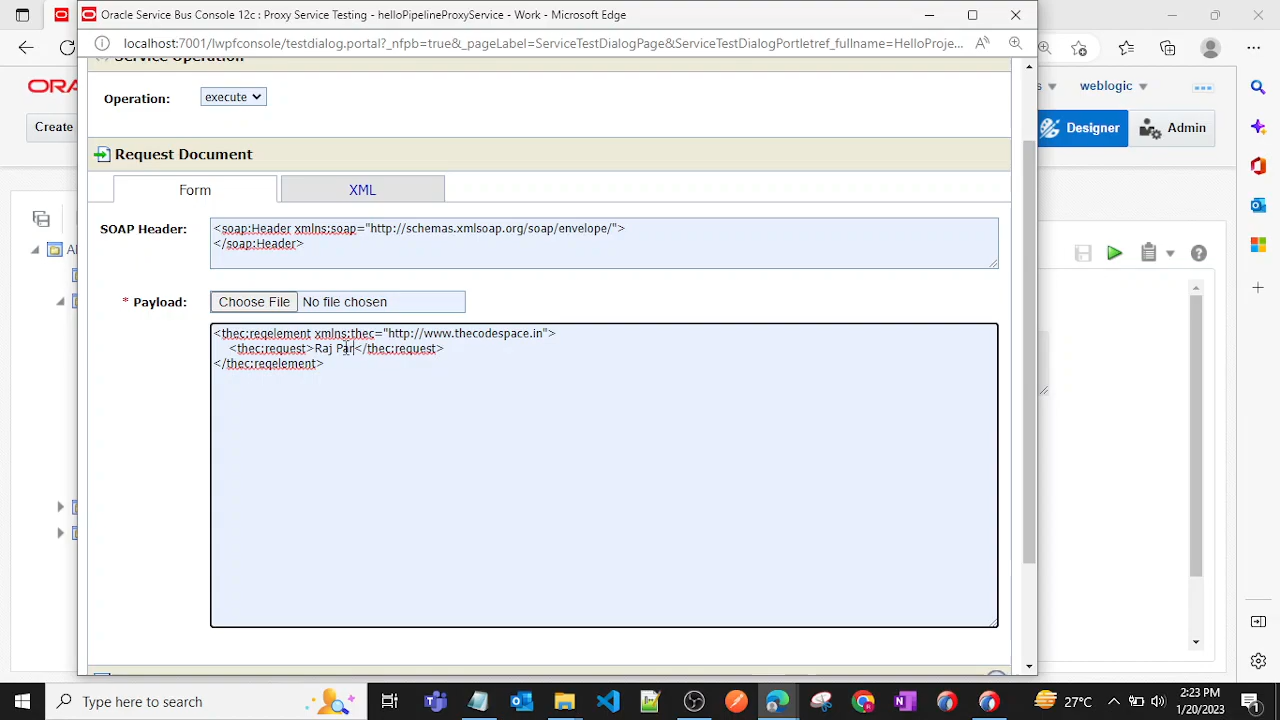 Oracle Service Bus Console 12c : Proxy Service Testing - helloPipelineProxyService - Work - Microsoft Edge
localhost:7001/lwpfconsole/testdialog.portal?_nfpb=true&_pageLabel=ServiceTestDialogPage&ServiceTestDialogPortletref_fullname=HelloProje...
Service Operation
Operation: execute
weblogic
Create
Designer
Admin
Request Document
Form XML
SOAP Header: <soap:Header xmlns:soap="http://schemas.xmlsoap.org/soap/envelope/">
</soap:Header>
* Payload: Choose File No file chosen
<thec:reqelement xmlns:thec="http://www.thecodespace.in">
<thec:request>Raj Par</thec:request>
</thec:reqelement>
Type here to search
27°C
2:23 PM
1/20/2023
1